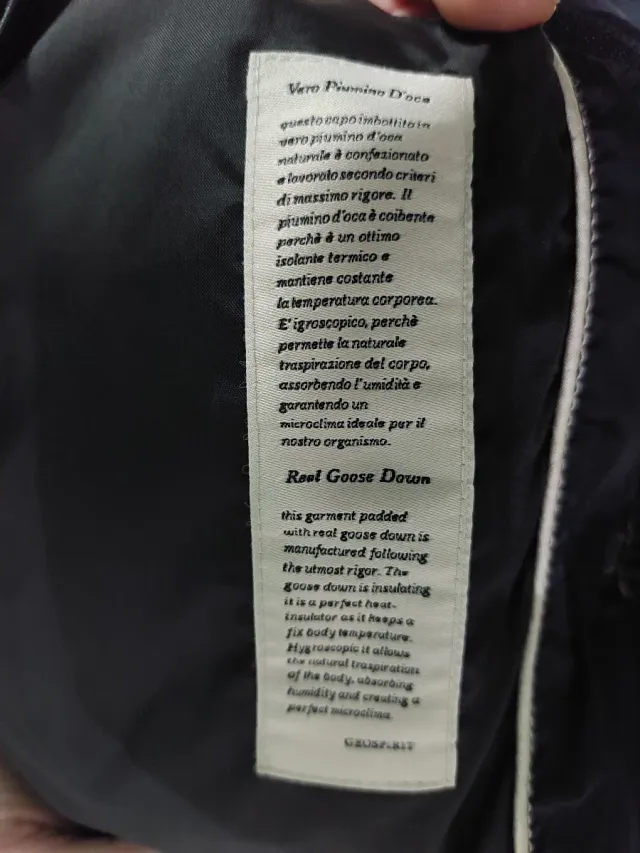 Vero Piumino D'oca
questo capo imbottito in
vero piumino d'oca
naturale è confezionato
e lavorato secondo criteri
di massimo rigore. Il
piumino d'oca è coibente
perchè è un ottimo
isolante termico e
mantiene costante
la temperatura corporea.
E' igroscopico, perchè
permette la naturale
traspirazione del corpo,
assorbendo l'umidità e
garantendo un
microclima ideale per il
nostro organismo.
Real Goose Down
this garment padded
with real goose down is
manufactured following
the utmost rigor. The
goose down is insulating
it is a perfect heat-
insulator as it keeps a
fix body temperature.
Hygroscopic it allows
the natural traspiration
of the body, absorbing
humidity and creating a
perfect microclima.
GEOSPIRIT